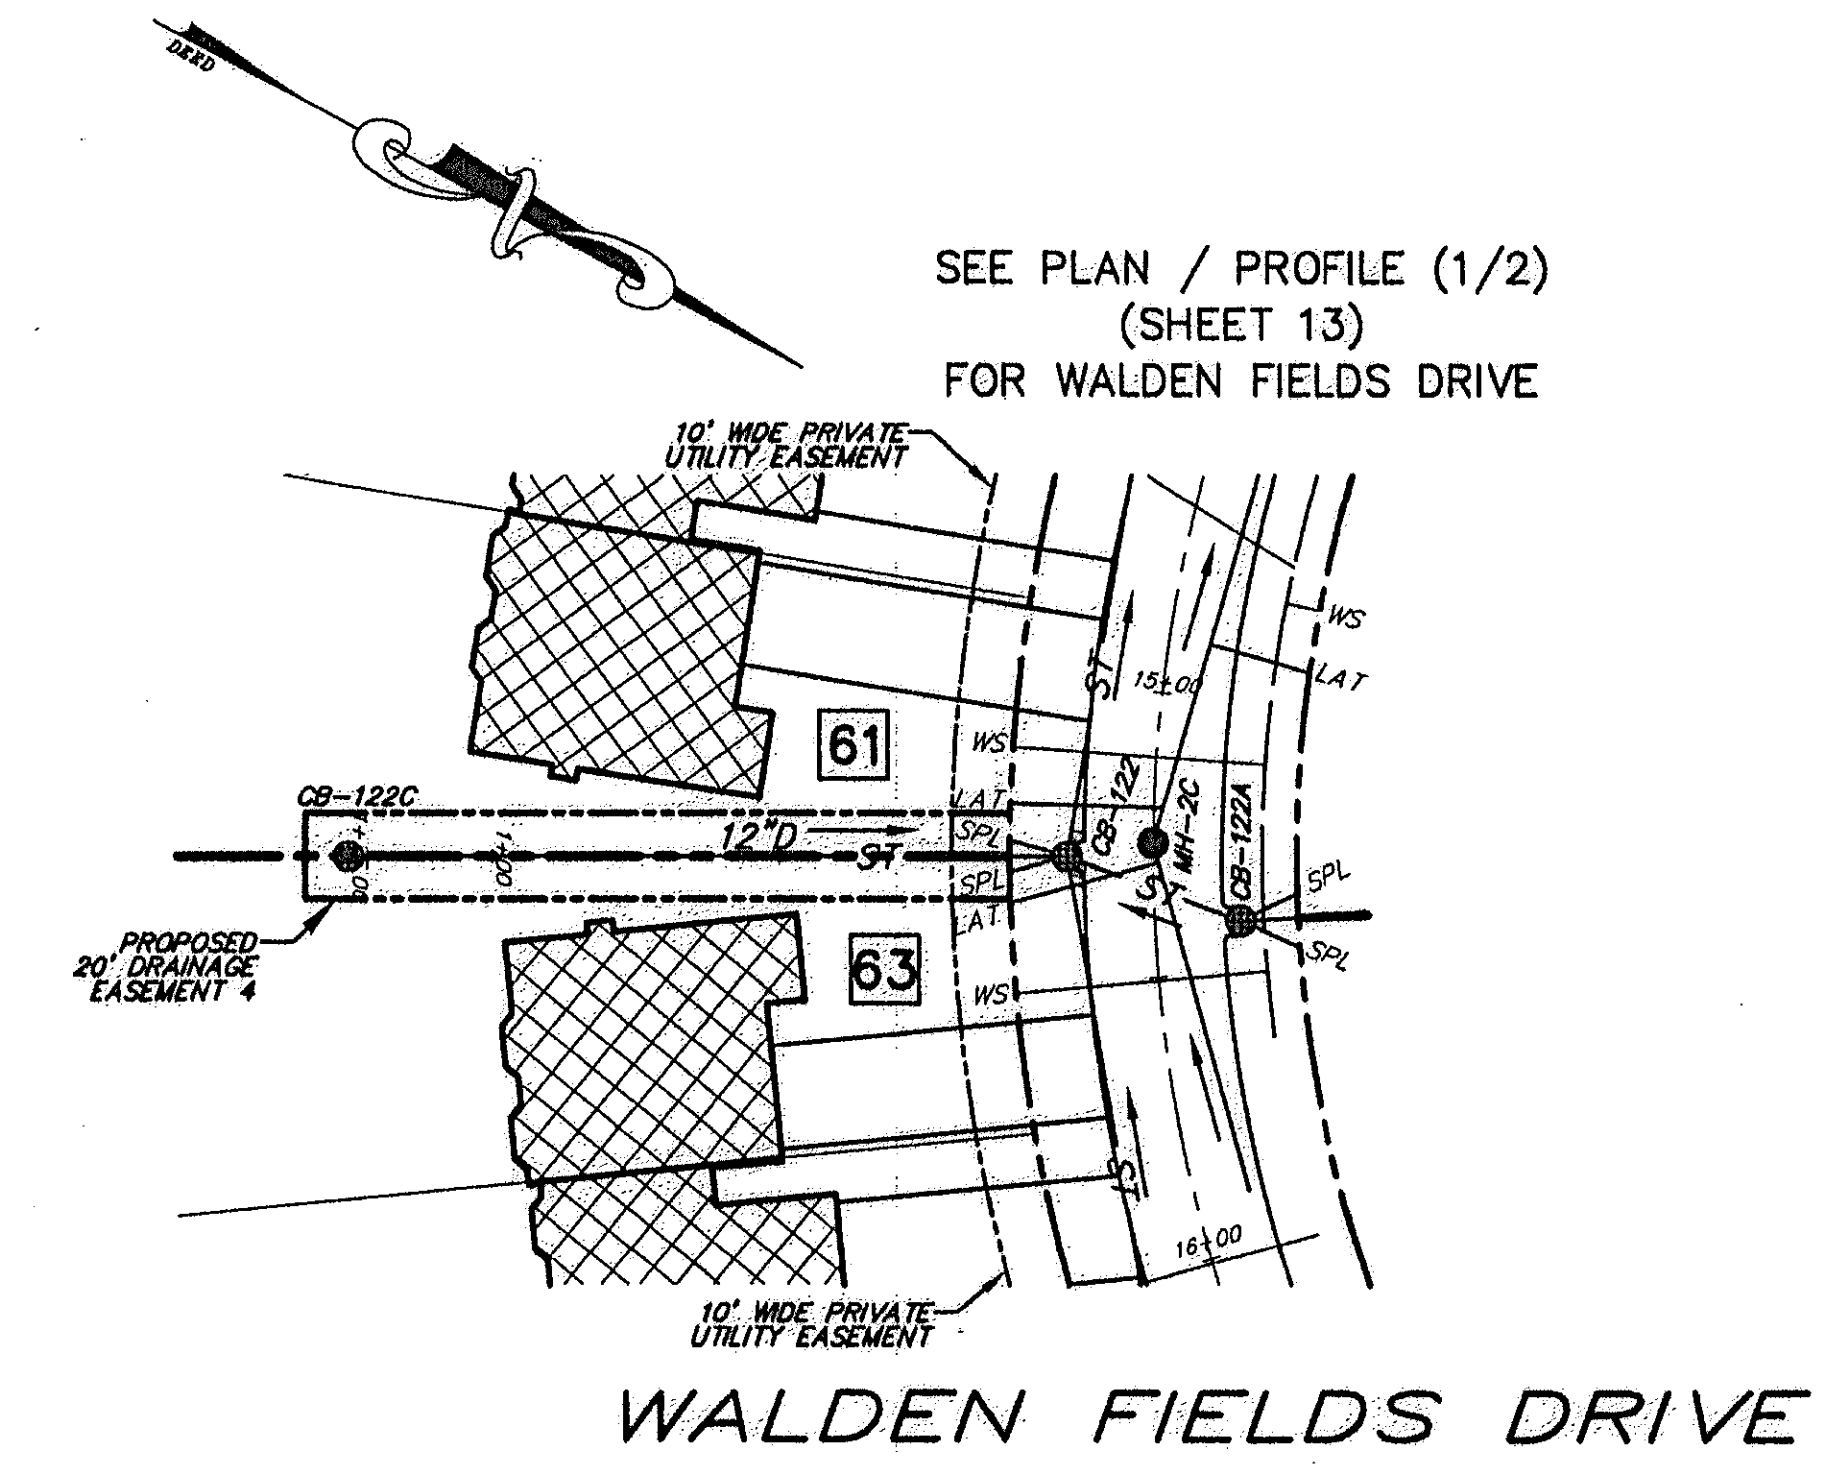 DEED
SEE PLAN / PROFILE (1/2)
(SHEET 13)
FOR WALDEN FIELDS DRIVE
10' WIDE PRIVATE
UTILITY EASEMENT
WS
LAT
ST
15+00
61
WS
CB-122C
LAT
CB-122
MH-2C
CB-122A
1+00
12"D
ST
SPL
SPL
LAT
ST
SPL
SPL
PROPOSED
20' DRAINAGE
EASEMENT 4
63
WS
ST
16+00
10' WIDE PRIVATE
UTILITY EASEMENT
WALDEN FIELDS DRIVE